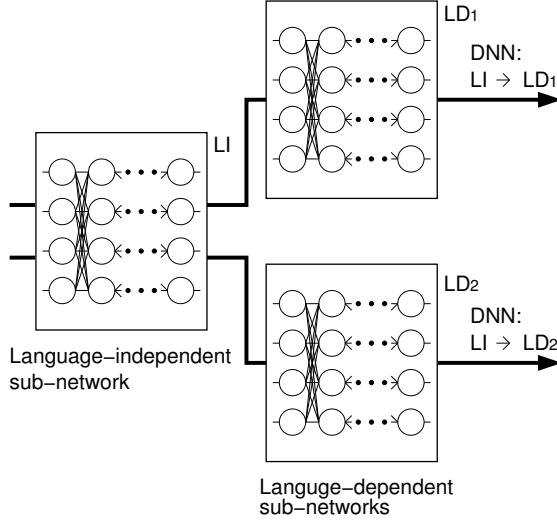 LD1
DNN:
LI → LD1
LI
LD2
DNN:
LI → LD2
Language-independent
sub-network
Languge-dependent
sub-networks